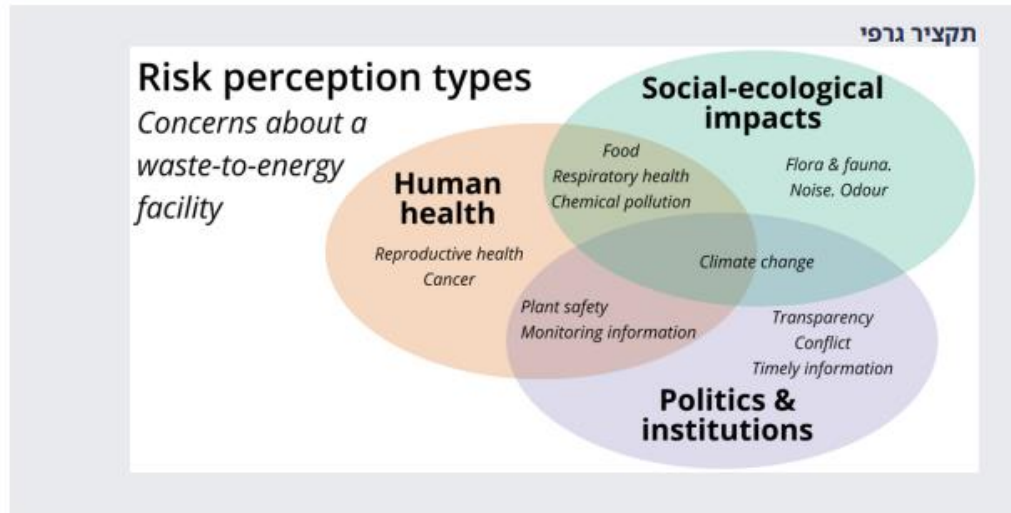 תקציר גרפי
Risk perception types
Concerns about a
waste-to-energy
facility
Social-ecological
impacts
Food
Respiratory health
Chemical pollution
Flora & fauna.
Noise. Odour
Human
health
Reproductive health
Cancer
Climate change
Plant safety
Monitoring information
Transparency
Conflict
Timely information
Politics &
institutions